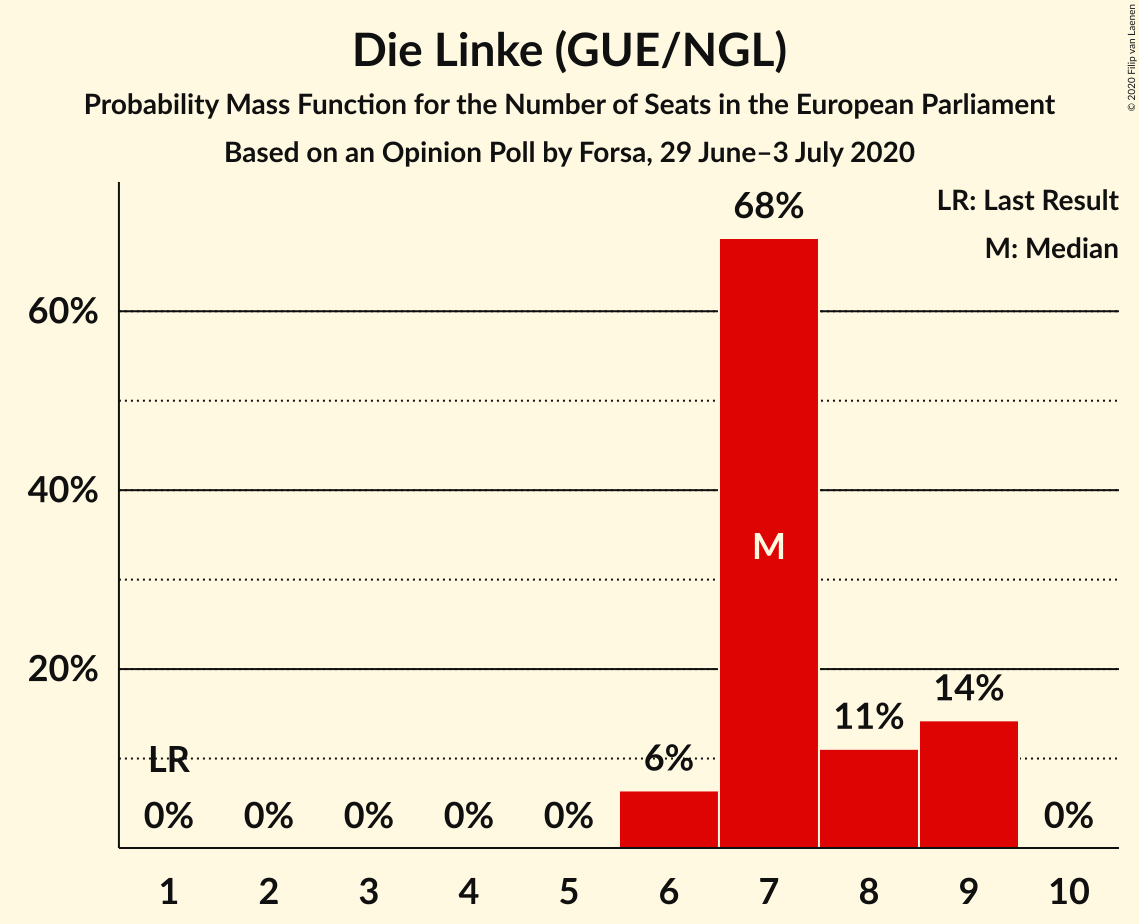 Die Linke (GUE/NGL)
Probability Mass Function for the Number of Seats in the European Parliament
Based on an Opinion Poll by Forsa, 29 June–3 July 2020
© 2020 Filip van Laenen
LR: Last Result
M: Median
68%
60%
40%
M
20%
14%
11%
6%
LR
0%
0%
0%
0%
0%
0%
1
2
3
4
5
6
7
8
9
10